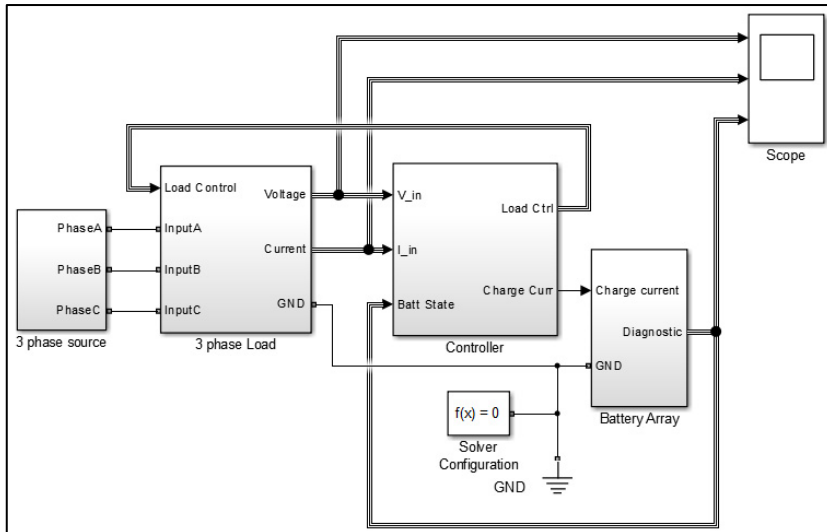 Scope
Load Control
Voltage
InputA
InputB
Current
InputC
GND
3 phase Load
PhaseA
PhaseB
PhaseC
3 phase source
V_in
Load Ctrl
I_in
Charge Curr
Batt State
Controller
Charge current
Diagnostic
GND
Battery Array
f(x) = 0
Solver
Configuration
GND